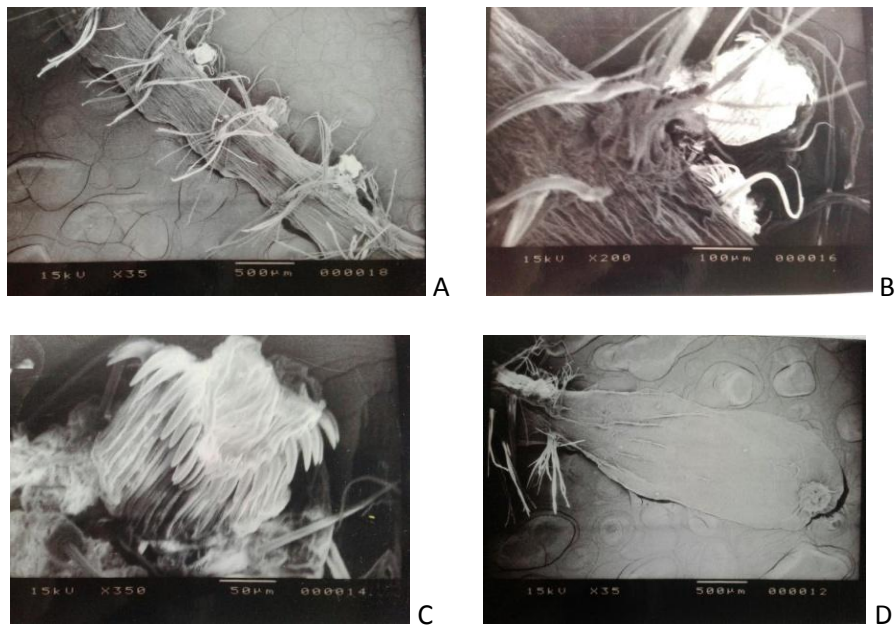 15kU X35 500µm 000018
A
15kU X200 100µm 000016
B
15kU X350 50µm 000014
C
15kU X35 500µm 000012
D